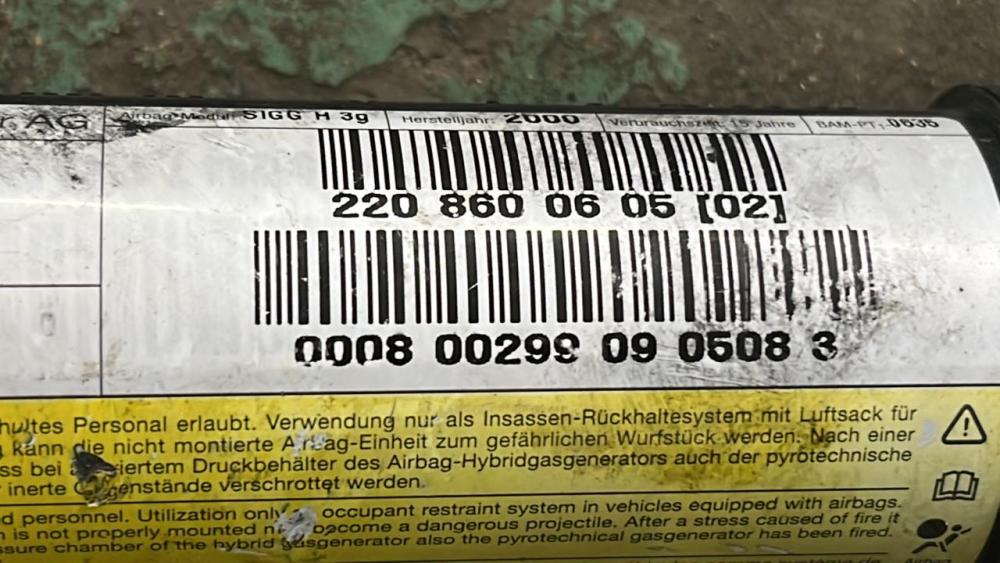 AG Airbag-Modul: SIGG H 3g Herstelljahr: 2000 Verbrauchszeit: 15 Jahre BAM-PT: 0635
220 860 06 05 [02]
0008 00299 09 0508 3
Personal erlaubt. Verwendung nur als Insassen-Rückhaltesystem mit Luftsack für
kann die nicht montierte Airbag-Einheit zum gefährlichen Wurfstück werden. Nach einer
ss bei Druckbehälter des Airbag-Hybridgasgenerators auch der pyrotechnische
inerte verschrottet werden.
d personnel. Utilization only occupant restraint system in vehicles equipped with airbags.
is not properly mounted become a dangerous projectile. After a stress caused of fire it
ssure chamber of the hybrid gasgenerator also the pyrotechnical gasgenerator has been fired.
Airbag